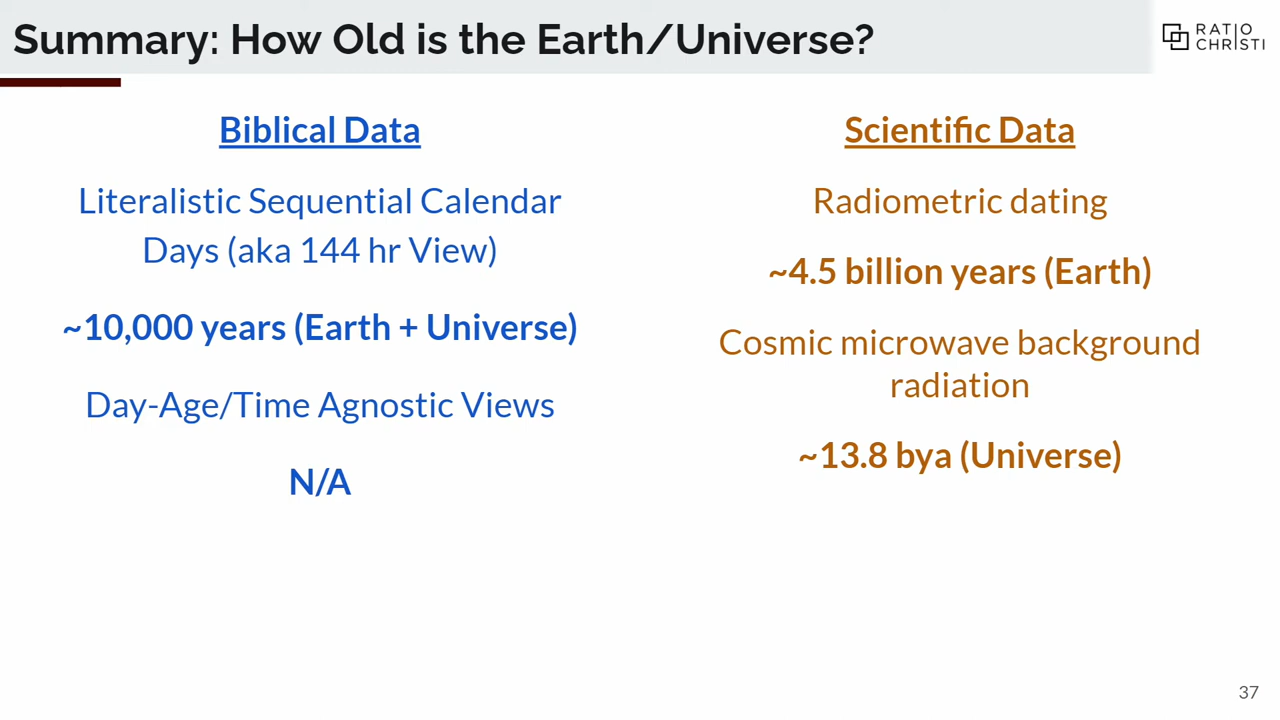 Summary: How Old is the Earth/Universe?
RATIO
CHRISTI
Biblical Data
Literalistic Sequential Calendar
Days (aka 144 hr View)
~10,000 years (Earth + Universe)
Day-Age/Time Agnostic Views
N/A
Scientific Data
Radiometric dating
~4.5 billion years (Earth)
Cosmic microwave background
radiation
~13.8 bya (Universe)
37